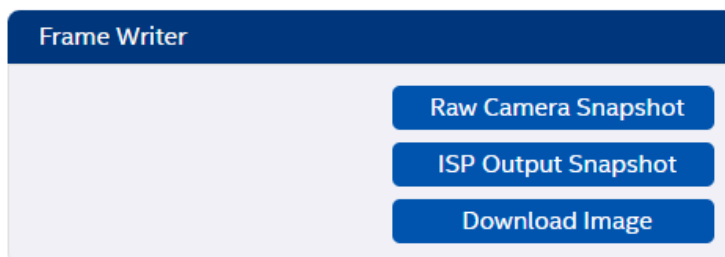 Frame Writer
Raw Camera Snapshot
ISP Output Snapshot
Download Image